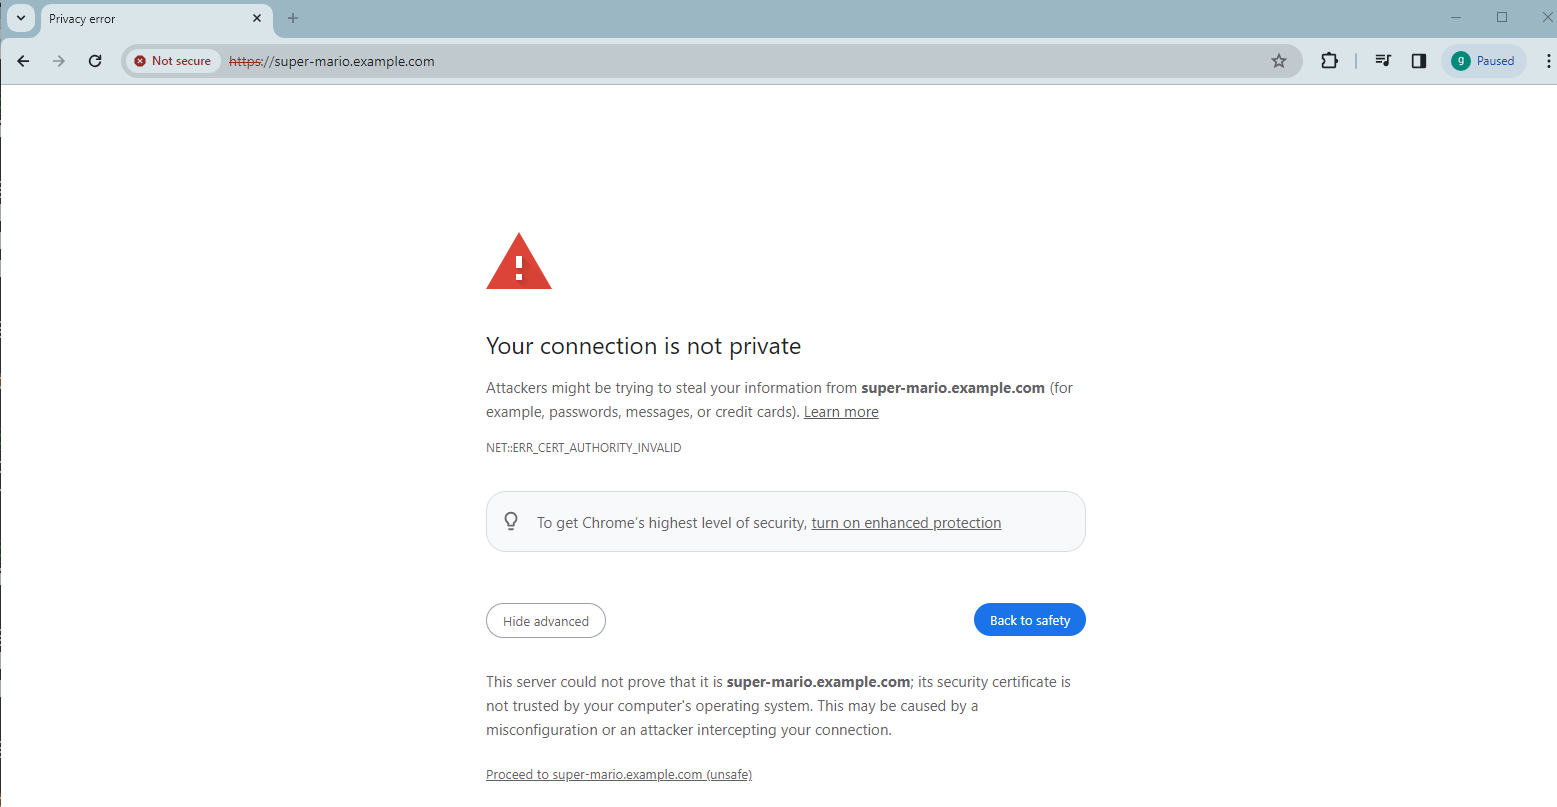 Privacy error
Not secure https://super-mario.example.com
g Paused
Your connection is not private
Attackers might be trying to steal your information from super-mario.example.com (for
example, passwords, messages, or credit cards). Learn more
NET::ERR_CERT_AUTHORITY_INVALID
To get Chrome's highest level of security, turn on enhanced protection
Hide advanced
Back to safety
This server could not prove that it is super-mario.example.com; its security certificate is
not trusted by your computer's operating system. This may be caused by a
misconfiguration or an attacker intercepting your connection.
Proceed to super-mario.example.com (unsafe)